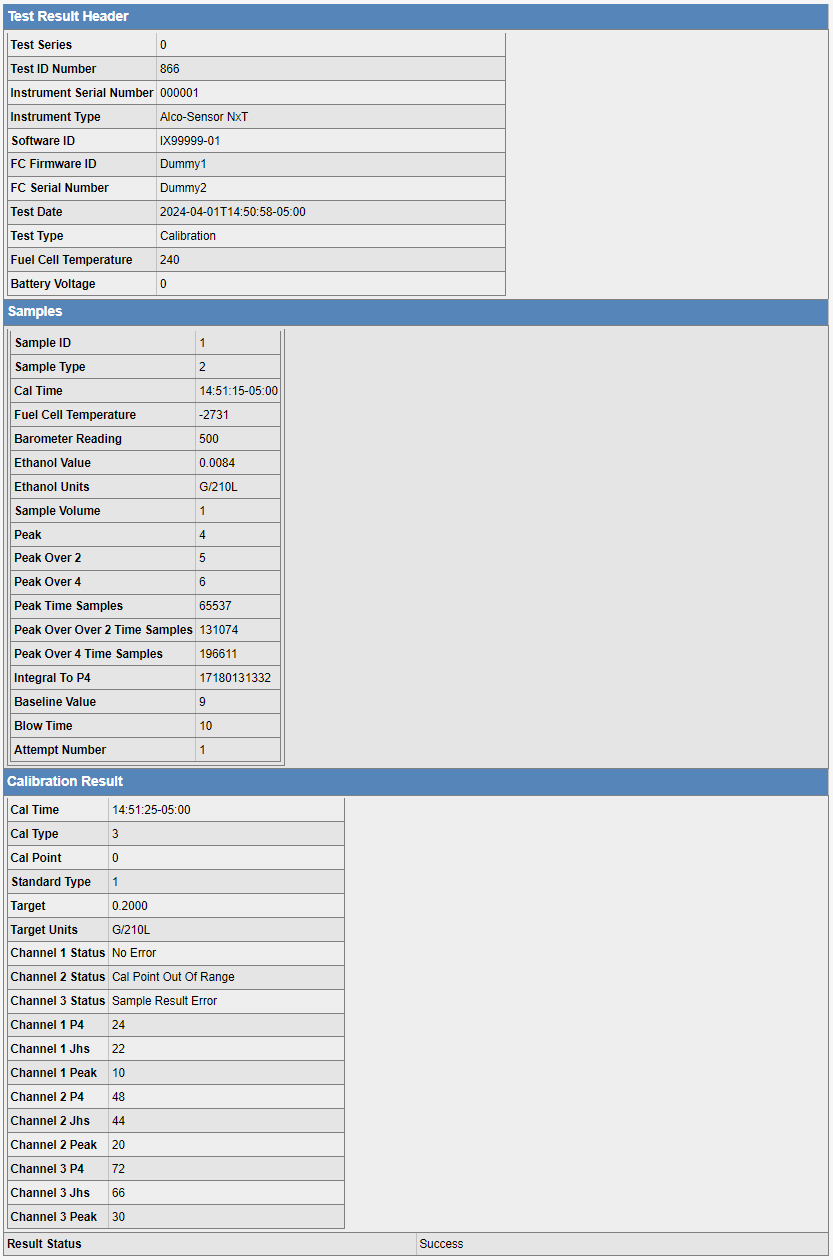 Test Result Header
Test Series 0
Test ID Number 866
Instrument Serial Number 000001
Instrument Type Alco-Sensor NxT
Software ID IX99999-01
FC Firmware ID Dummy1
FC Serial Number Dummy2
Test Date 2024-04-01T14:50:58-05:00
Test Type Calibration
Fuel Cell Temperature 240
Battery Voltage 0
Samples
Sample ID 1
Sample Type 2
Cal Time 14:51:15-05:00
Fuel Cell Temperature -2731
Barometer Reading 500
Ethanol Value 0.0084
Ethanol Units G/210L
Sample Volume 1
Peak 4
Peak Over 2 5
Peak Over 4 6
Peak Time Samples 65537
Peak Over Over 2 Time Samples 131074
Peak Over 4 Time Samples 196611
Integral To P4 17180131332
Baseline Value 9
Blow Time 10
Attempt Number 1
Calibration Result
Cal Time 14:51:25-05:00
Cal Type 3
Cal Point 0
Standard Type 1
Target 0.2000
Target Units G/210L
Channel 1 Status No Error
Channel 2 Status Cal Point Out Of Range
Channel 3 Status Sample Result Error
Channel 1 P4 24
Channel 1 Jhs 22
Channel 1 Peak 10
Channel 2 P4 48
Channel 2 Jhs 44
Channel 2 Peak 20
Channel 3 P4 72
Channel 3 Jhs 66
Channel 3 Peak 30
Result Status Success